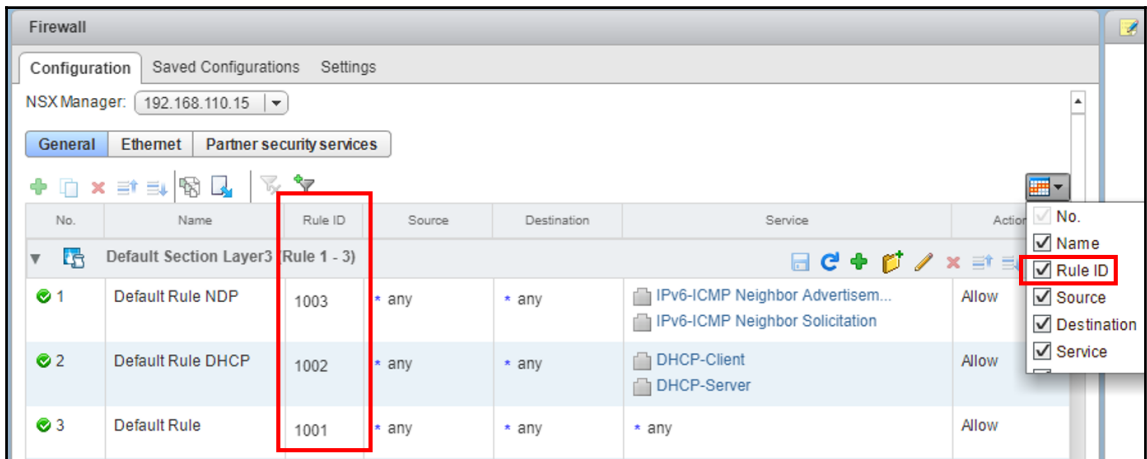 Firewall
Configuration Saved Configurations Settings
NSX Manager: 192.168.110.15
General Ethernet Partner security services
No. Name Rule ID Source Destination Service Action
No.
Name
Rule ID
Source
Destination
Service
Default Section Layer3 (Rule 1 - 3)
1 Default Rule NDP 1003 * any * any IPv6-ICMP Neighbor Advertisem... Allow
IPv6-ICMP Neighbor Solicitation
2 Default Rule DHCP 1002 * any * any DHCP-Client Allow
DHCP-Server
3 Default Rule 1001 * any * any * any Allow